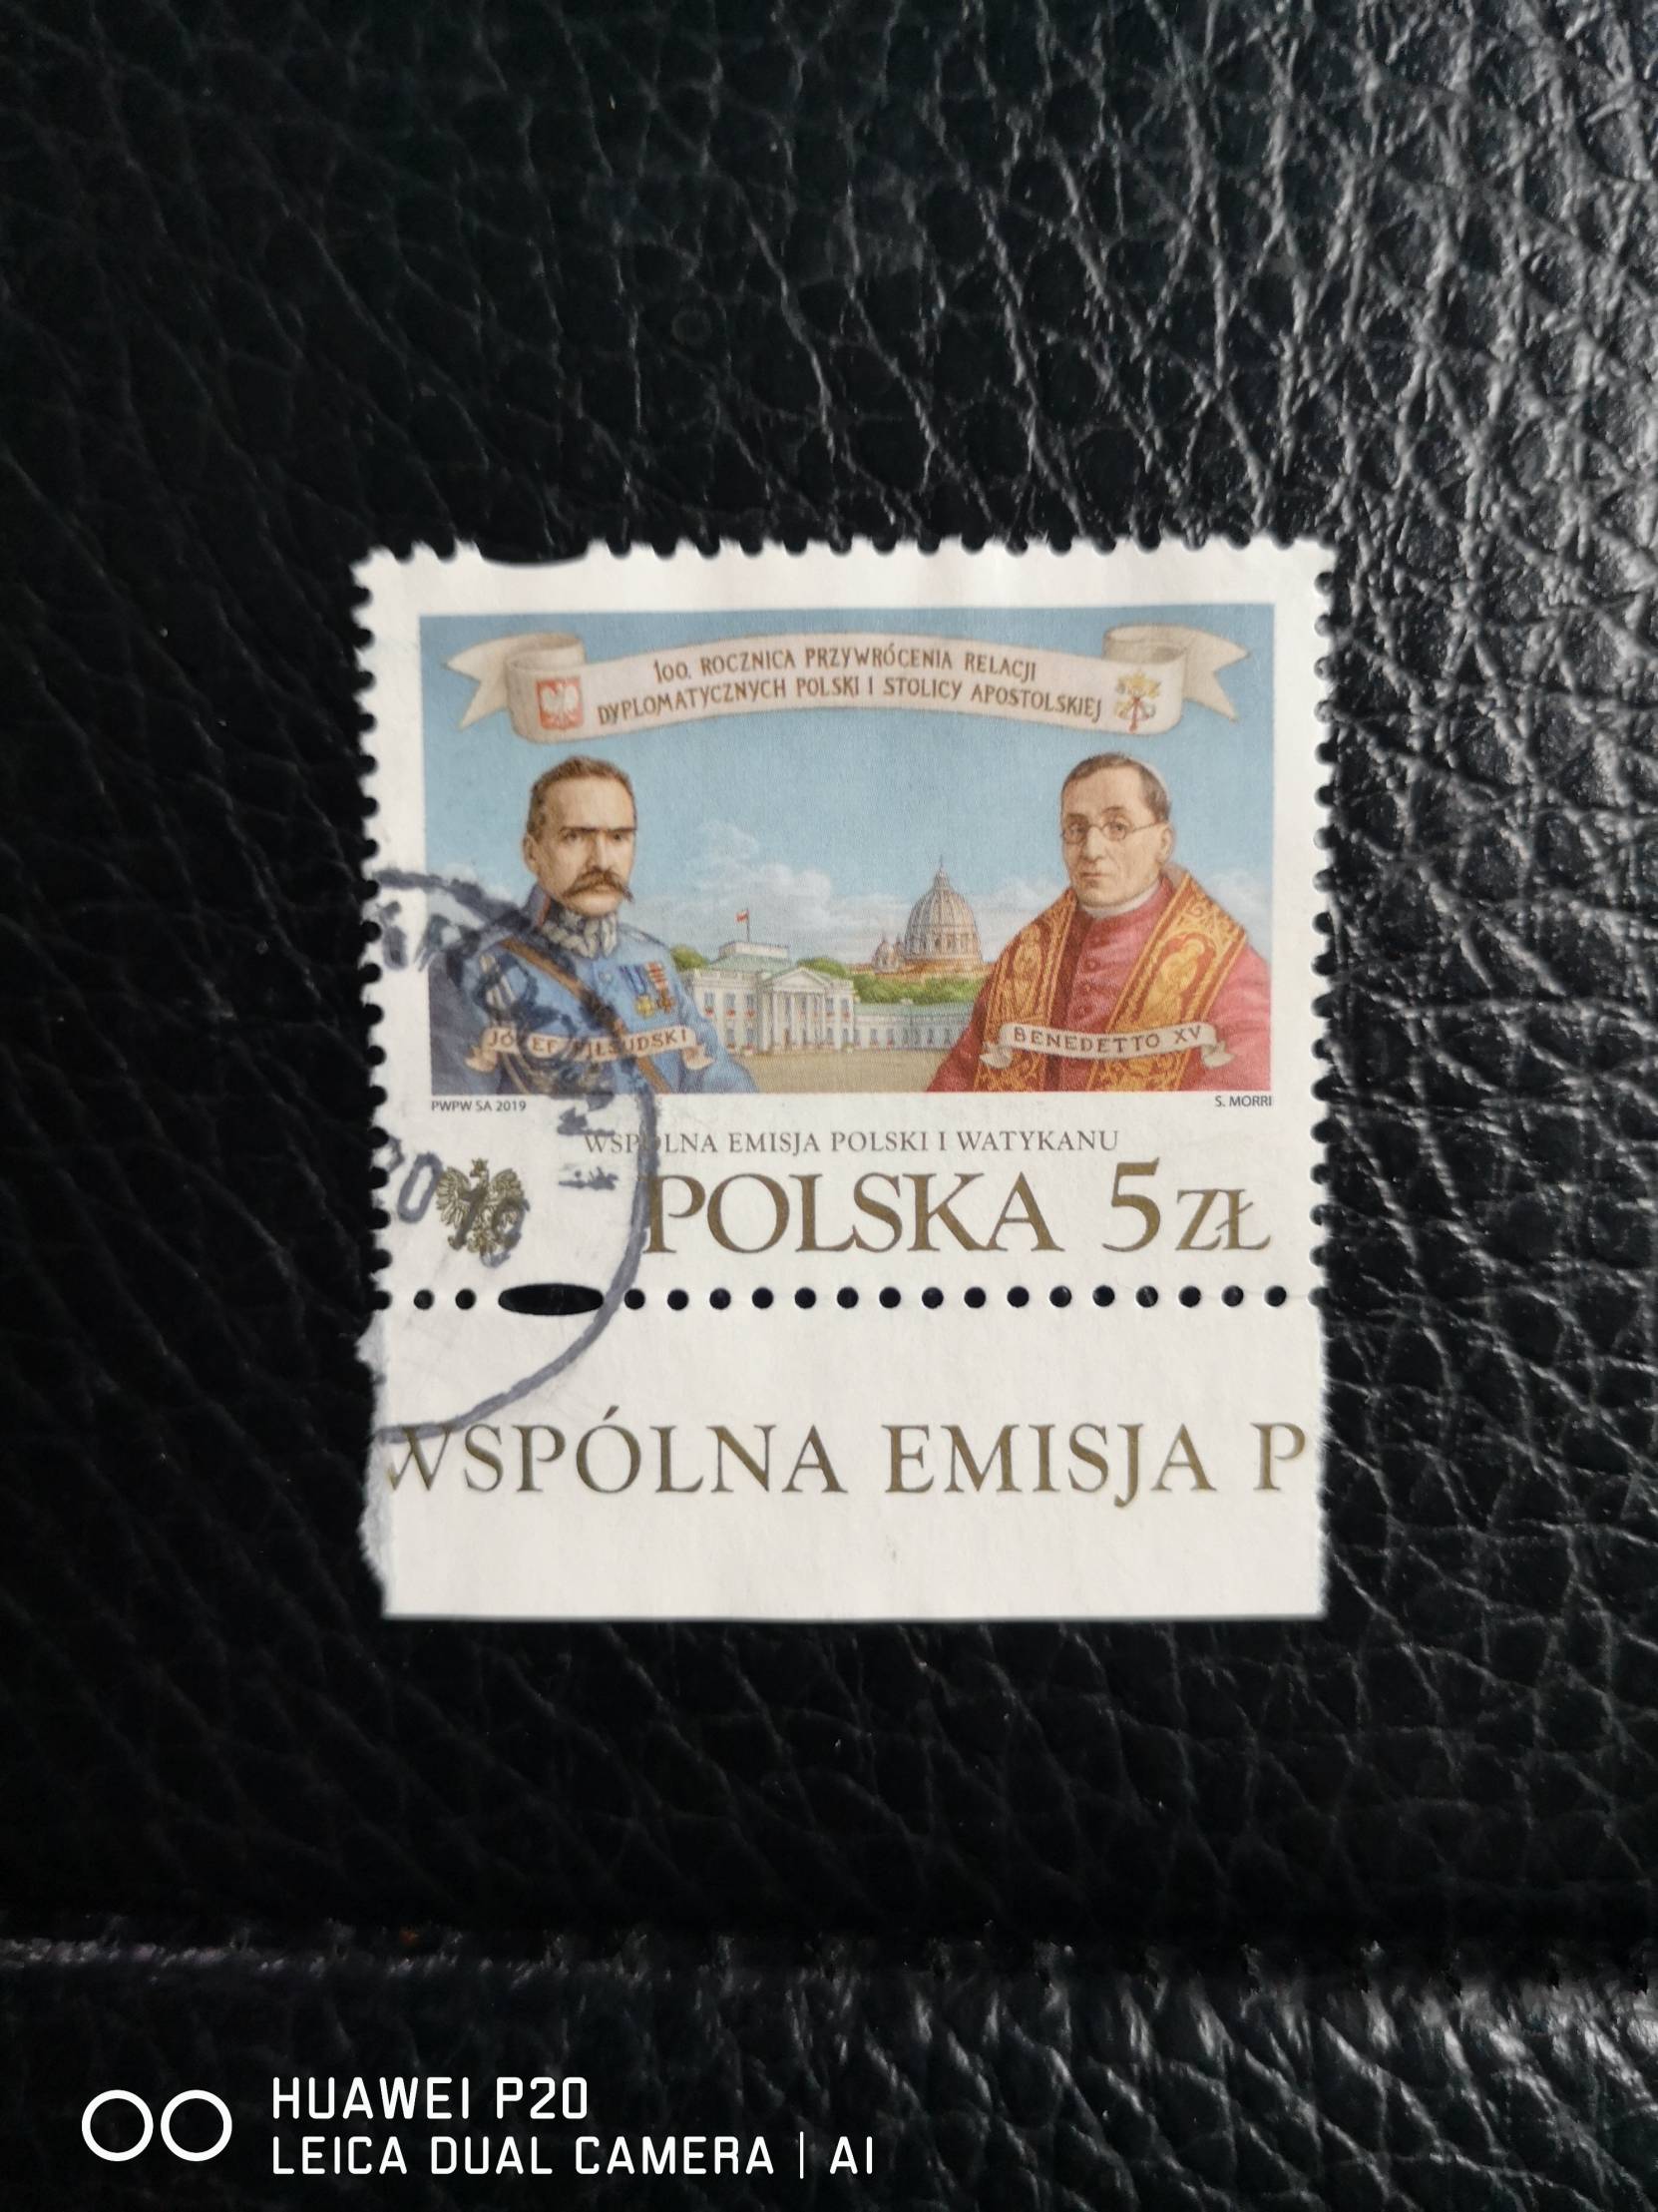 100. ROCZNICA PRZYWRÓCENIA RELACJI
DYPLOMATYCZNYCH POLSKI I STOLICY APOSTOLSKIEJ
JÓZEF PIŁSUDSKI
BENEDETTO XV
PWPW SA 2019
S. MORRI
WSPÓLNA EMISJA POLSKI I WATYKANU
POLSKA 5 ZŁ
WSPÓLNA EMISJA P
HUAWEI P20
LEICA DUAL CAMERA | AI